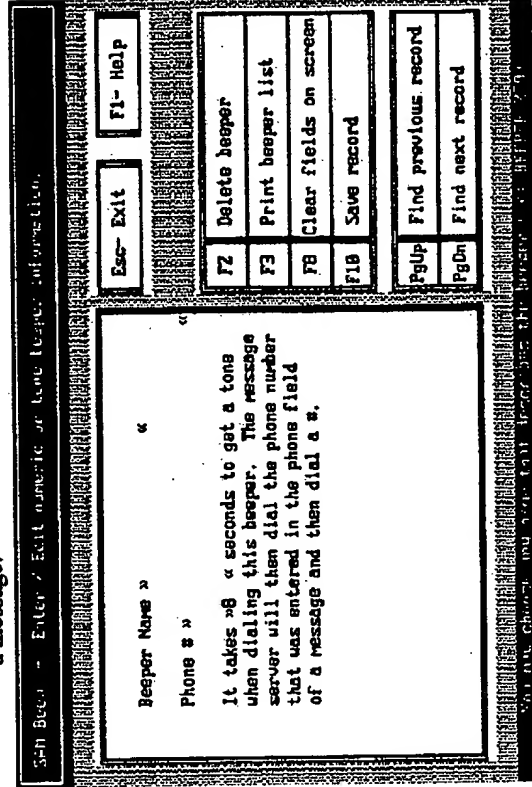 a message.
Enter / Edit numeric or tone beeper information.
Esc- Exit
F1- Help
Beeper Name » «
Phone # » «
It takes »8 « seconds to get a tone
when dialing this beeper. The message
server will then dial the phone number
that was entered in the phone field
of a message and then dial a #.
F2 Delete beeper
F3 Print beeper list
F8 Clear fields on screen
F10 Save record
PgUp Find previous record
PgDn Find next record